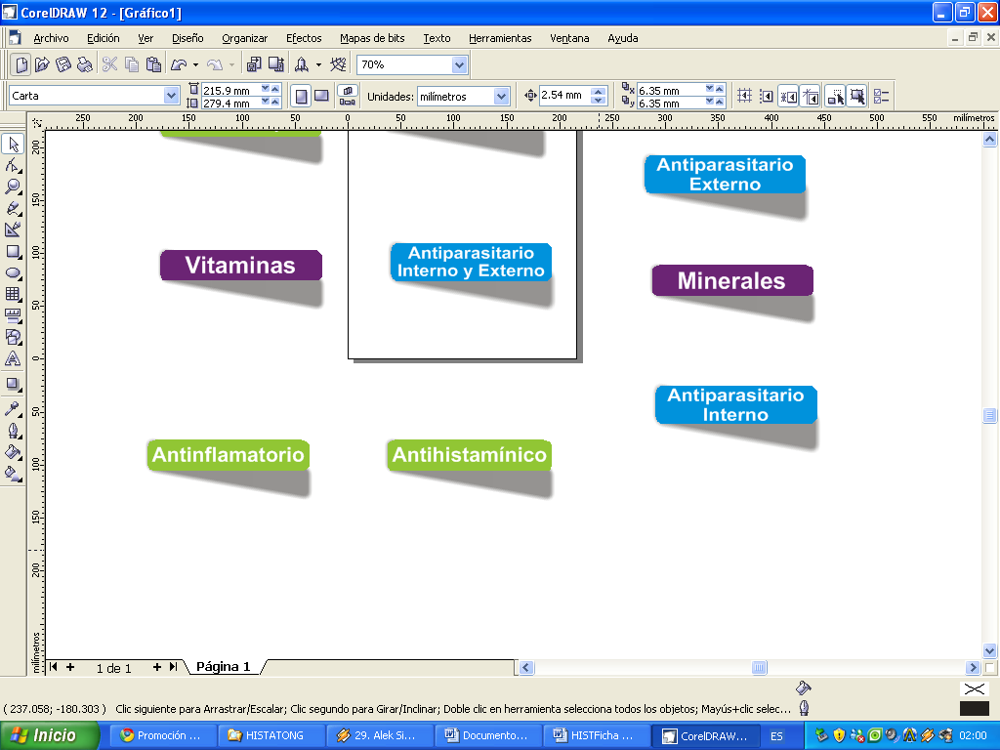 CorelDRAW 12 - [Gráfico1]
Archivo Edición Ver Diseño Organizar Efectos Mapas de bits Texto Herramientas Ventana Ayuda
70%
Carta 215.9 mm 279.4 mm Unidades: milímetros 2.54 mm 6.35 mm 6.35 mm
250 200 150 100 50 0 50 100 150 200 250 300 350 400 450 500 550 milímetros
200
150
100
50
0
50
100
150
200
milímetros
Antiparasitario
Externo
Vitaminas
Antiparasitario
Interno y Externo
Minerales
Antiparasitario
Interno
Antinflamatorio
Antihistamínico
1 de 1 Página 1
( 237.058; -180.303 ) Clic siguiente para Arrastrar/Escalar; Clic segundo para Girar/Inclinar; Doble clic en herramienta selecciona todos los objetos; Mayús+clic selec...
Inicio Promoción ... HISTATONG 29. Alek Si... Documento... HISTFicha ... CorelDRAW... ES 02:00